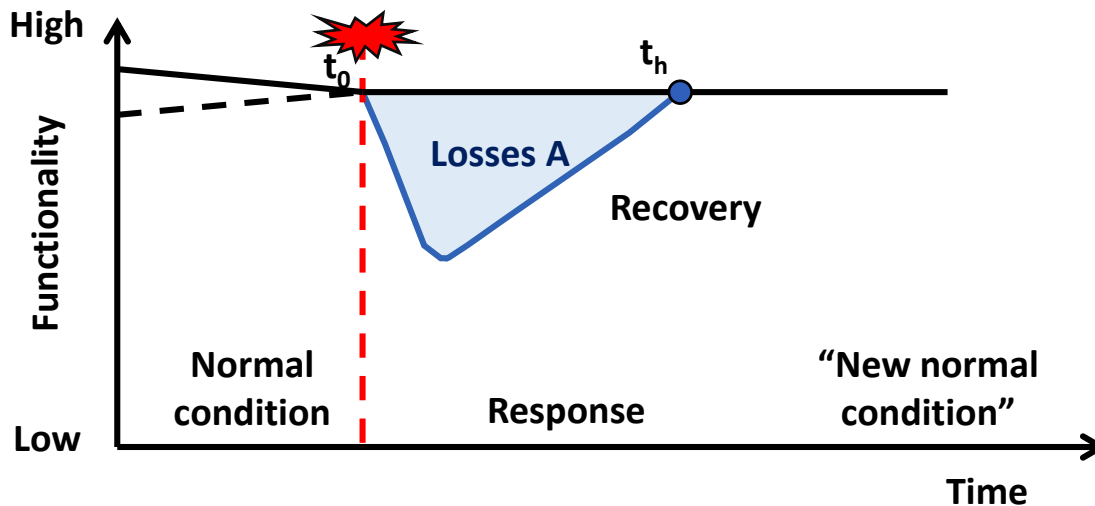 High
t₀
tₕ
Losses A
Functionality
Recovery
Normal
condition
Response
“New normal
condition”
Low
Time